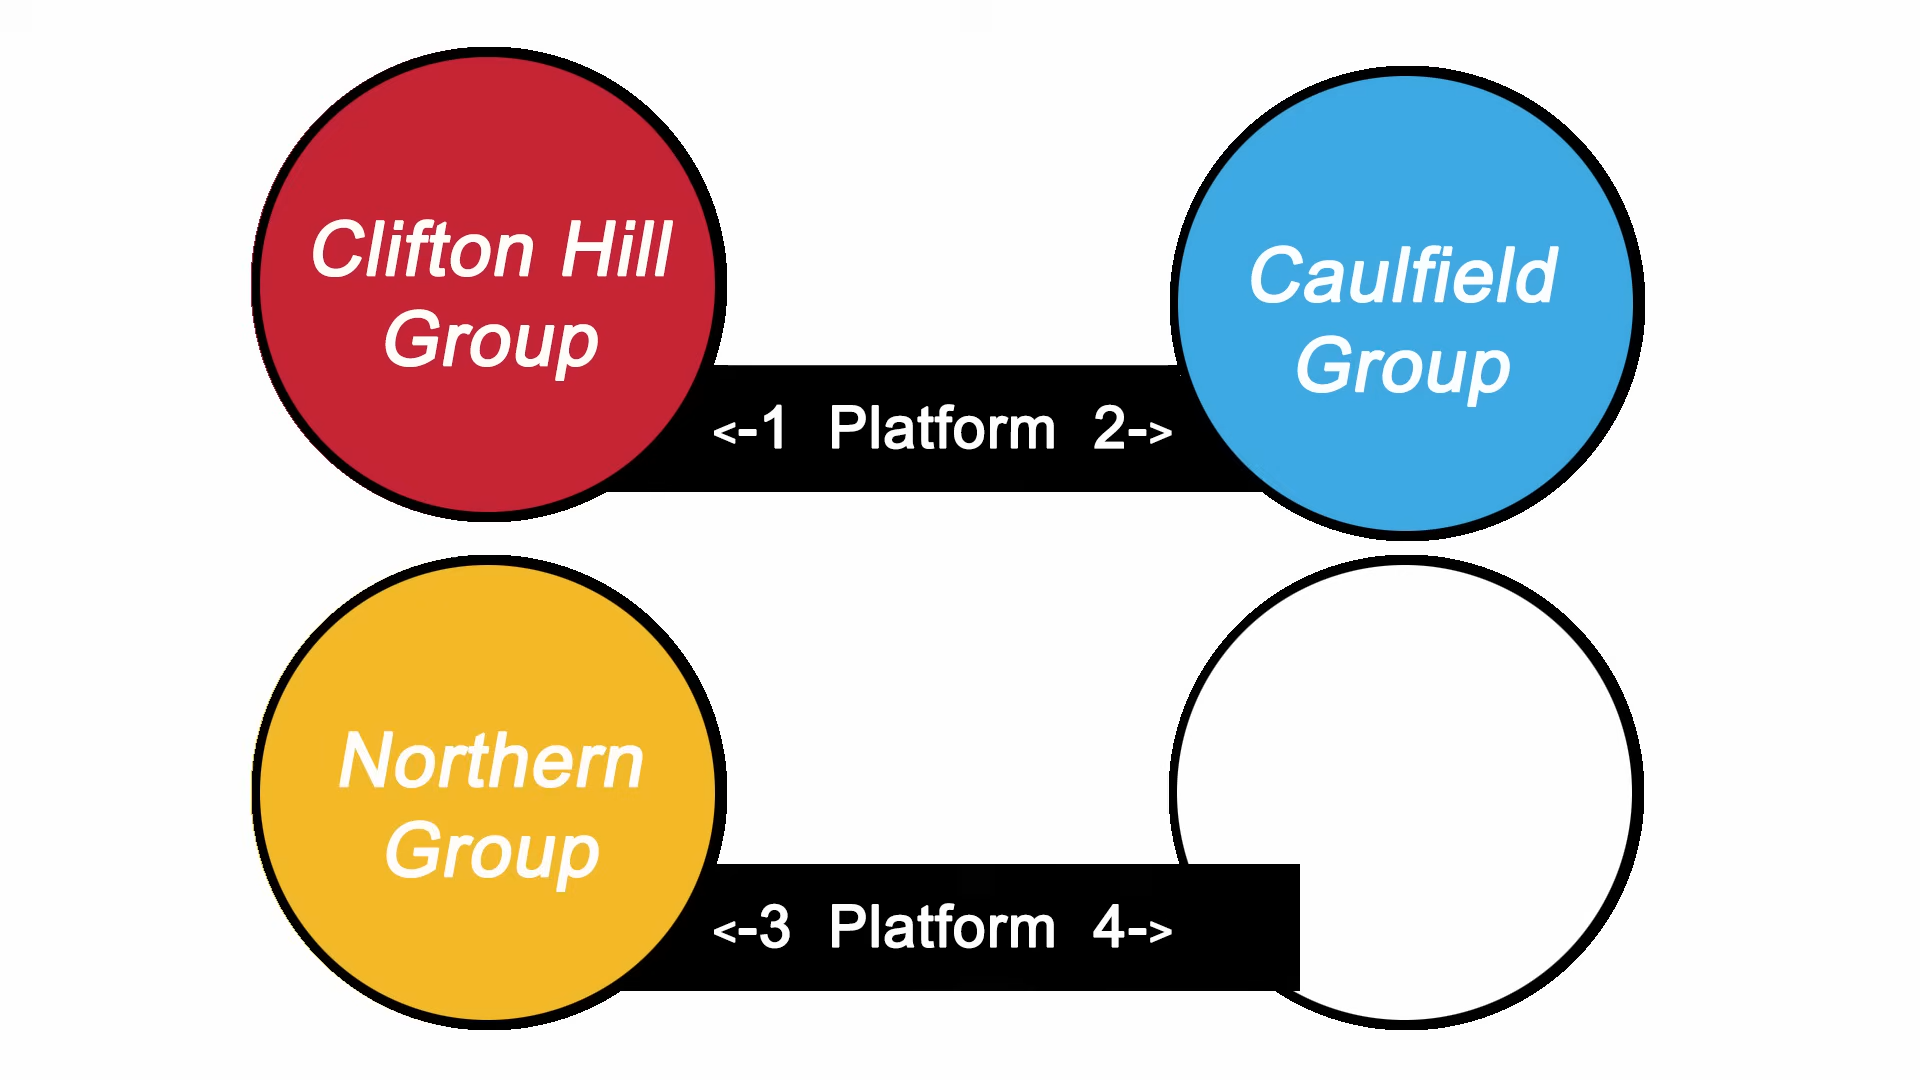 Clifton Hill
Group
Caulfield
Group
<-1 Platform 2->
Northern
Group
<-3 Platform 4->